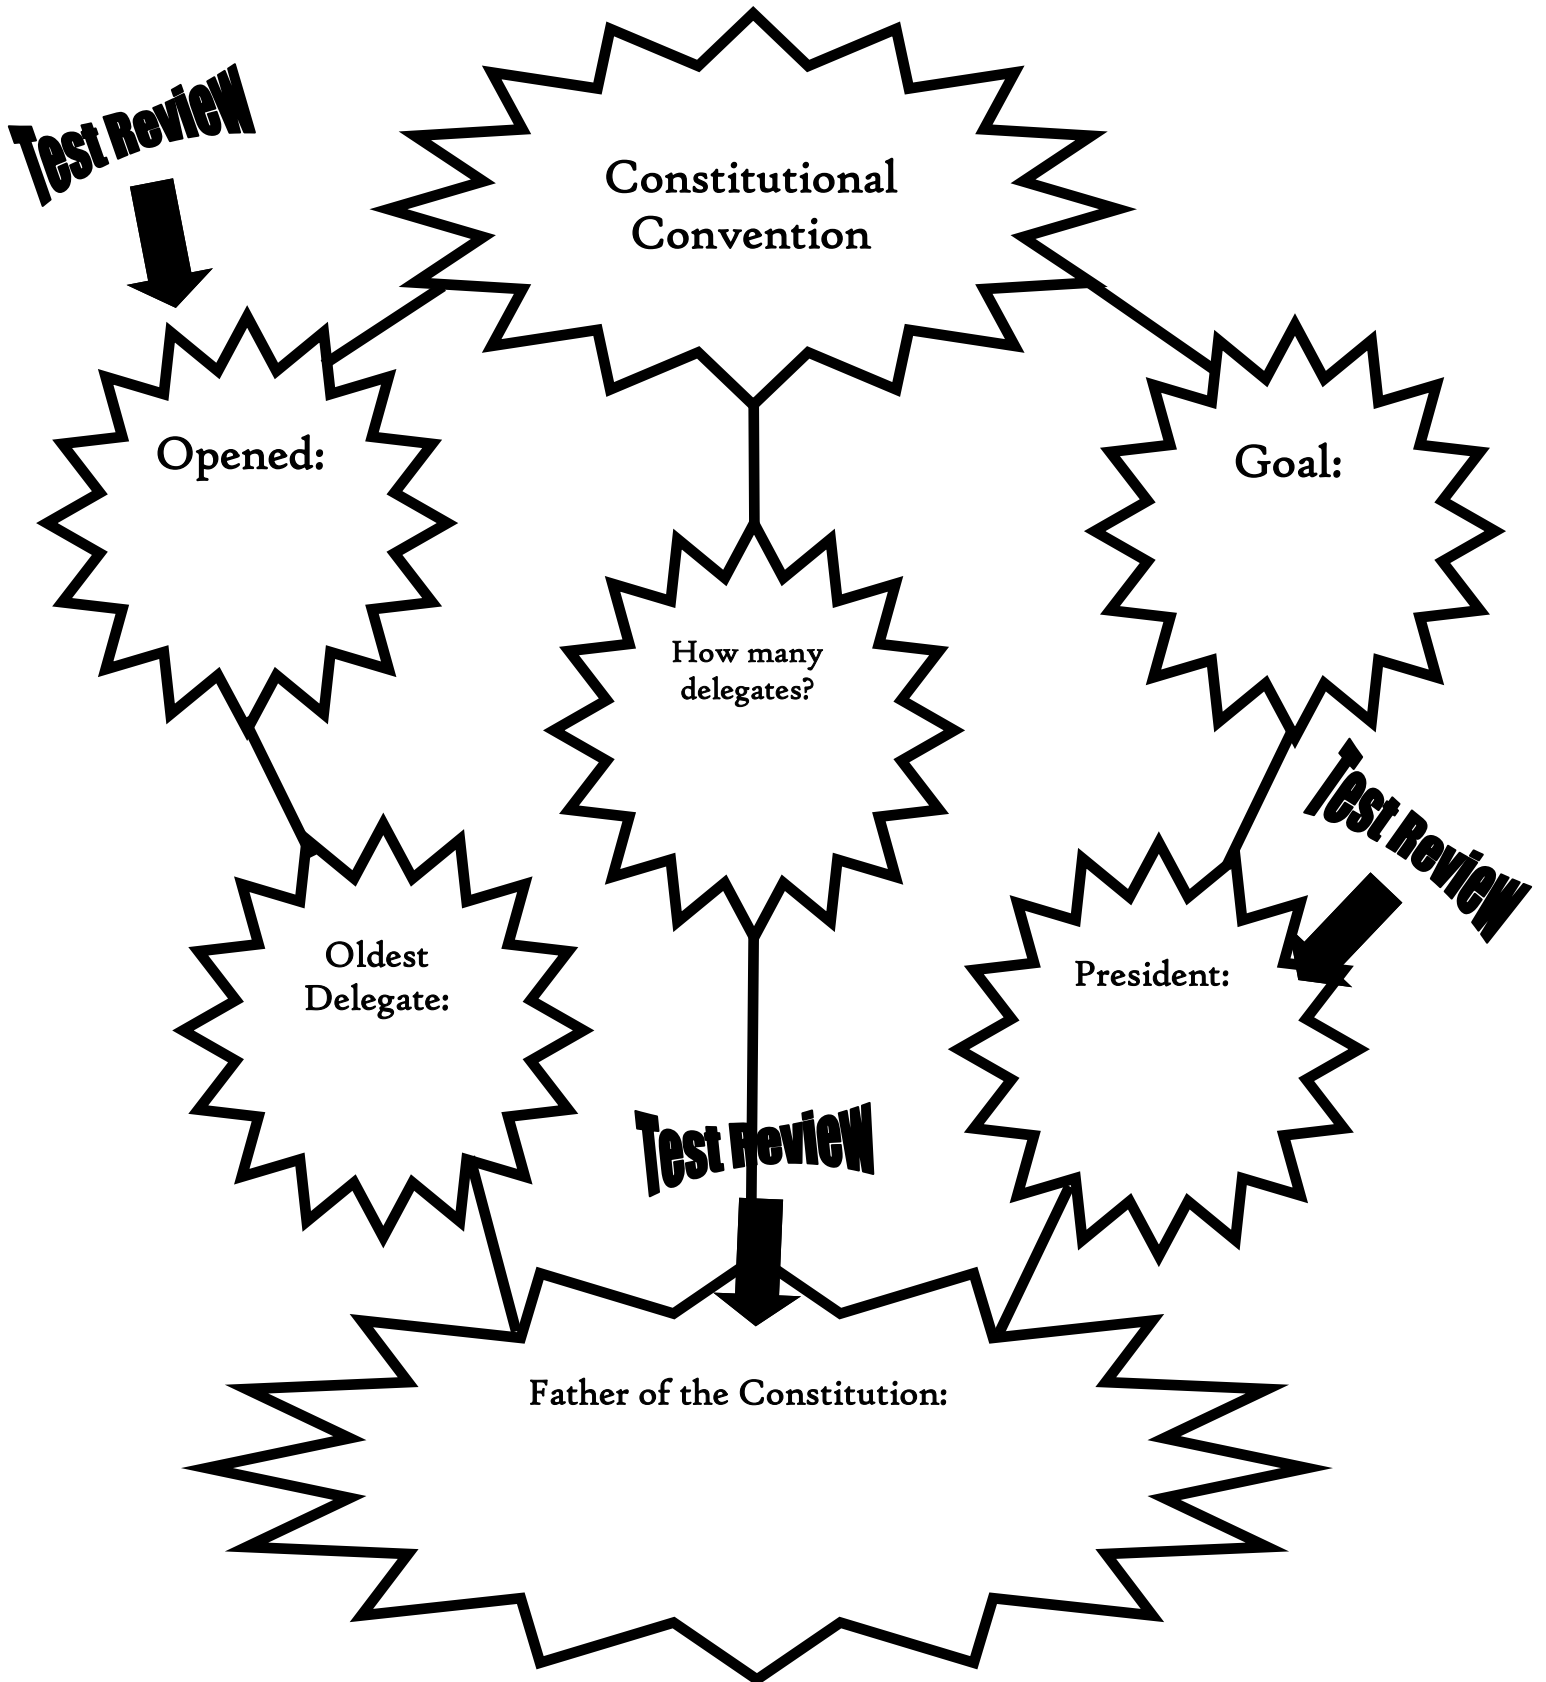 Test Review
Constitutional
Convention
Opened:
Goal:
How many
delegates?
Test Review
Oldest
Delegate:
President:
Test Review
Father of the Constitution: